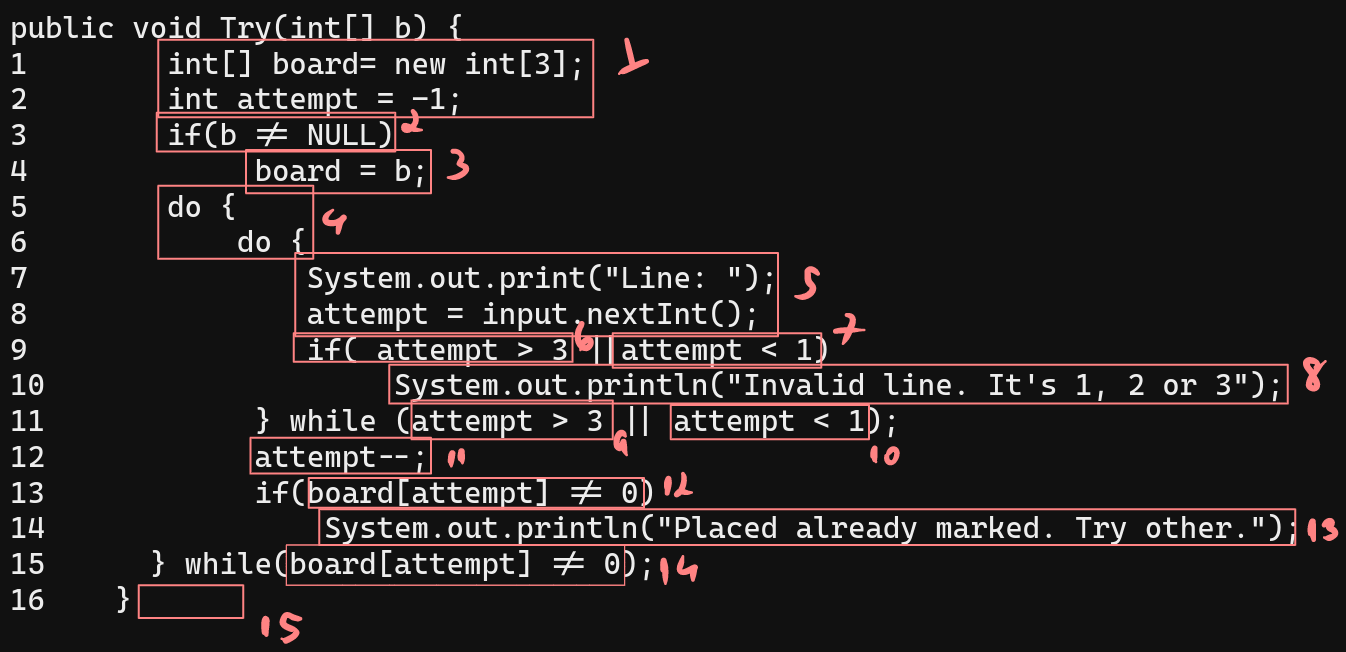 public void Try(int[] b) {
1 int[] board= new int[3]; 1
2 int attempt = -1;
3 if(b ≠ NULL) 2
4 board = b; 3
5 do { 4
6 do {
7 System.out.print("Line: "); 5
8 attempt = input.nextInt();
9 if( attempt > 3 6 || attempt < 1) 7
10 System.out.println("Invalid line. It's 1, 2 or 3"); 8
11 } while (attempt > 3 9 || attempt < 1); 10
12 attempt--; 11
13 if(board[attempt] ≠ 0) 12
14 System.out.println("Placed already marked. Try other."); 13
15 } while(board[attempt] ≠ 0); 14
16 } 15